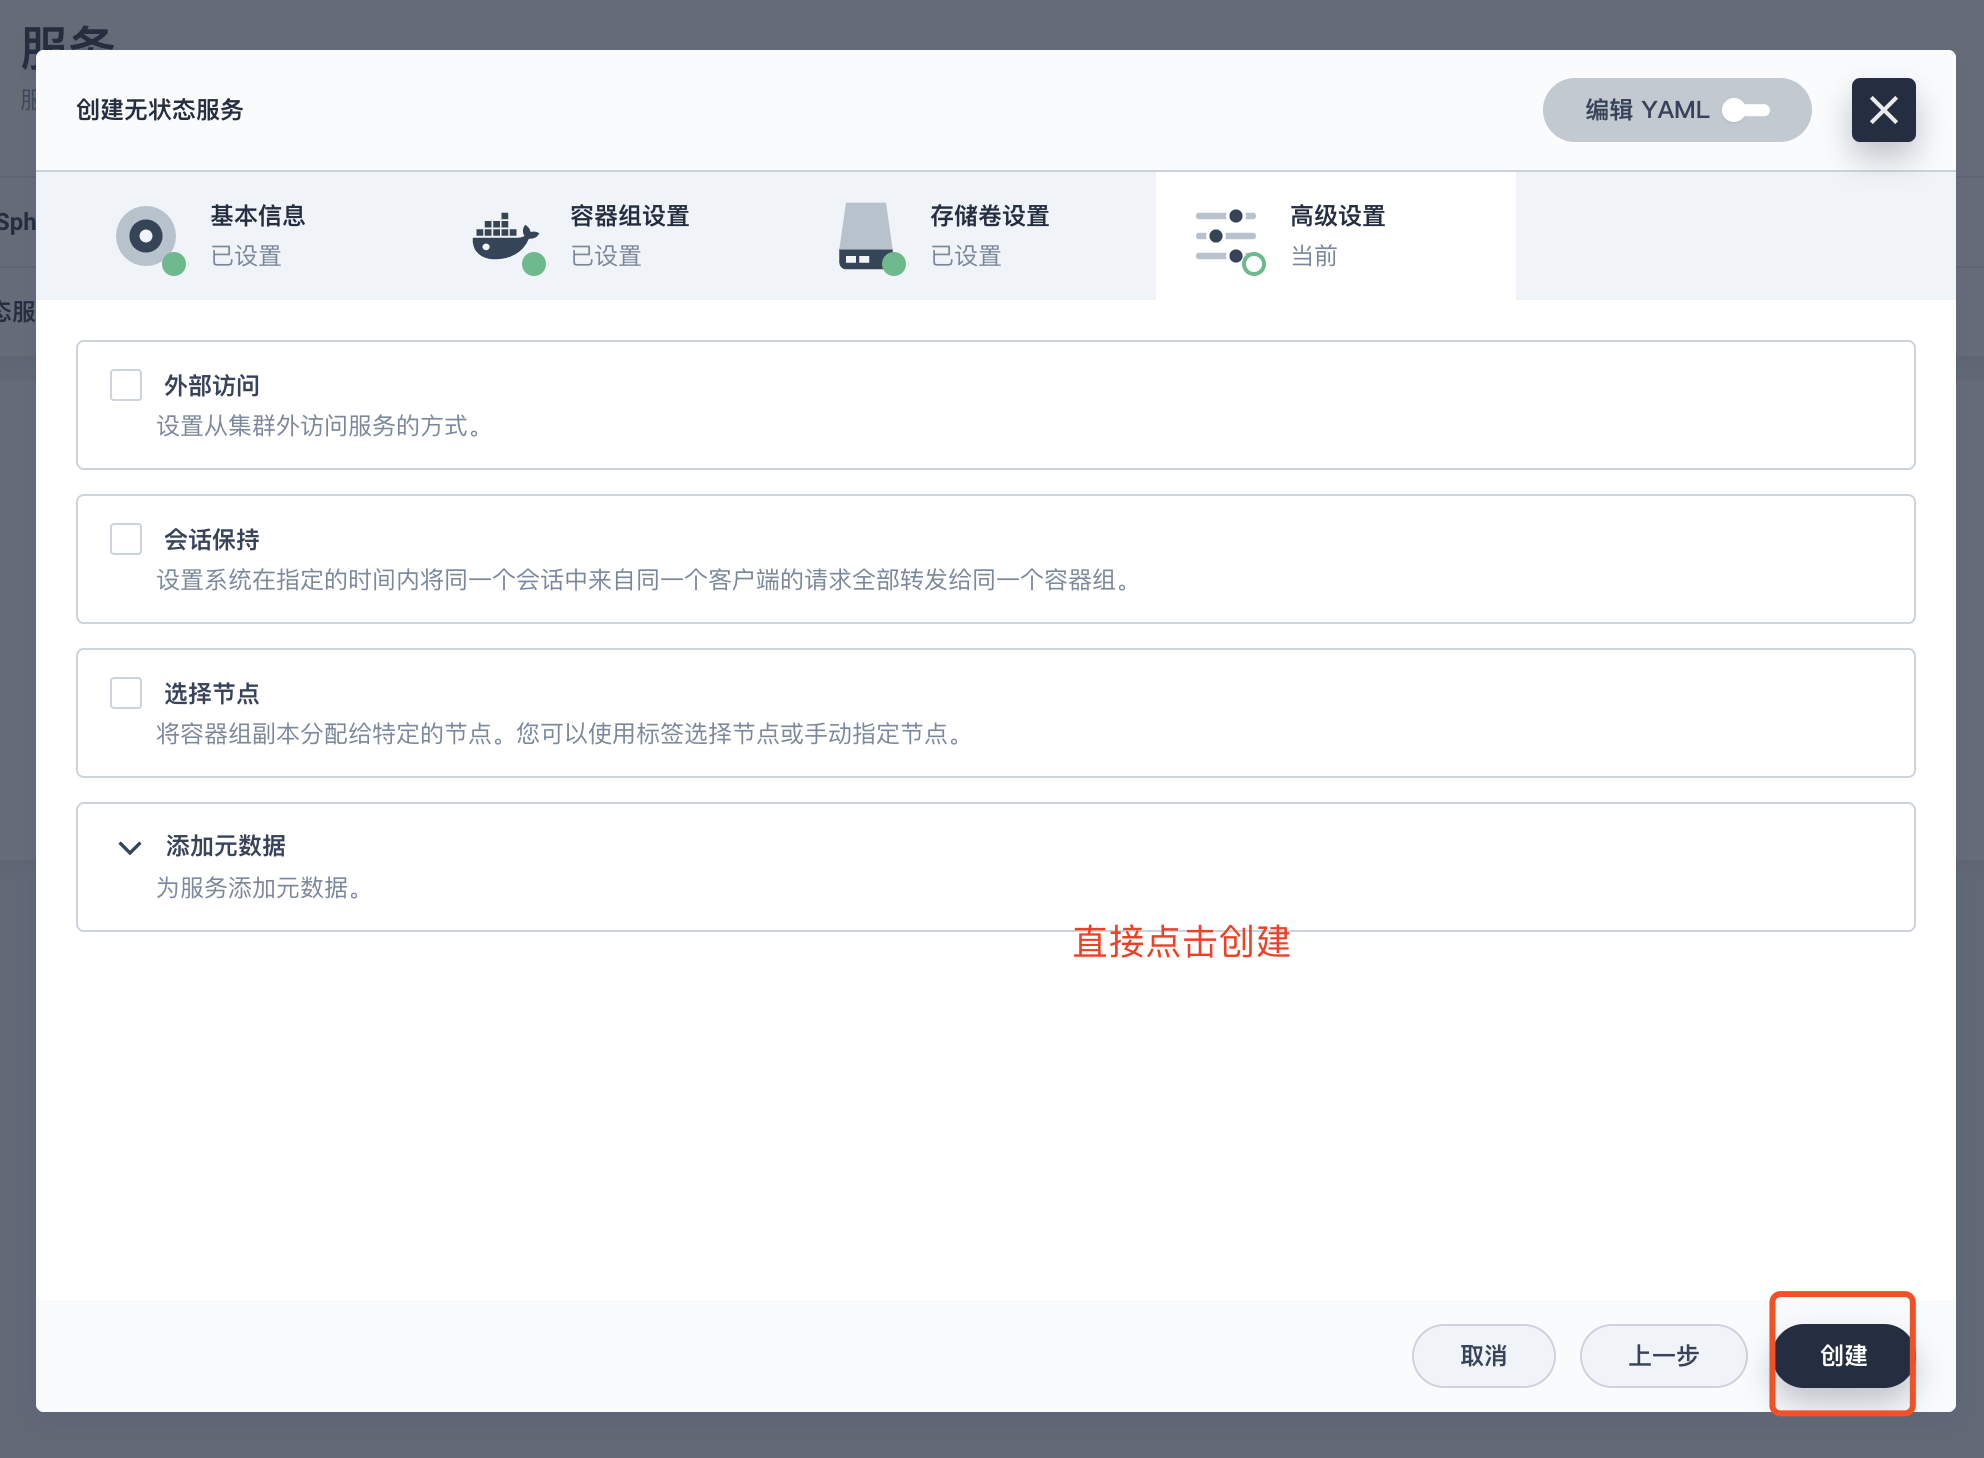 服务
服
创建无状态服务
编辑 YAML
基本信息
已设置
容器组设置
已设置
存储卷设置
已设置
高级设置
当前
Sph
态服
外部访问
设置从集群外访问服务的方式。
会话保持
设置系统在指定的时间内将同一个会话中来自同一个客户端的请求全部转发给同一个容器组。
选择节点
将容器组副本分配给特定的节点。您可以使用标签选择节点或手动指定节点。
添加元数据
为服务添加元数据。
直接点击创建
取消
上一步
创建